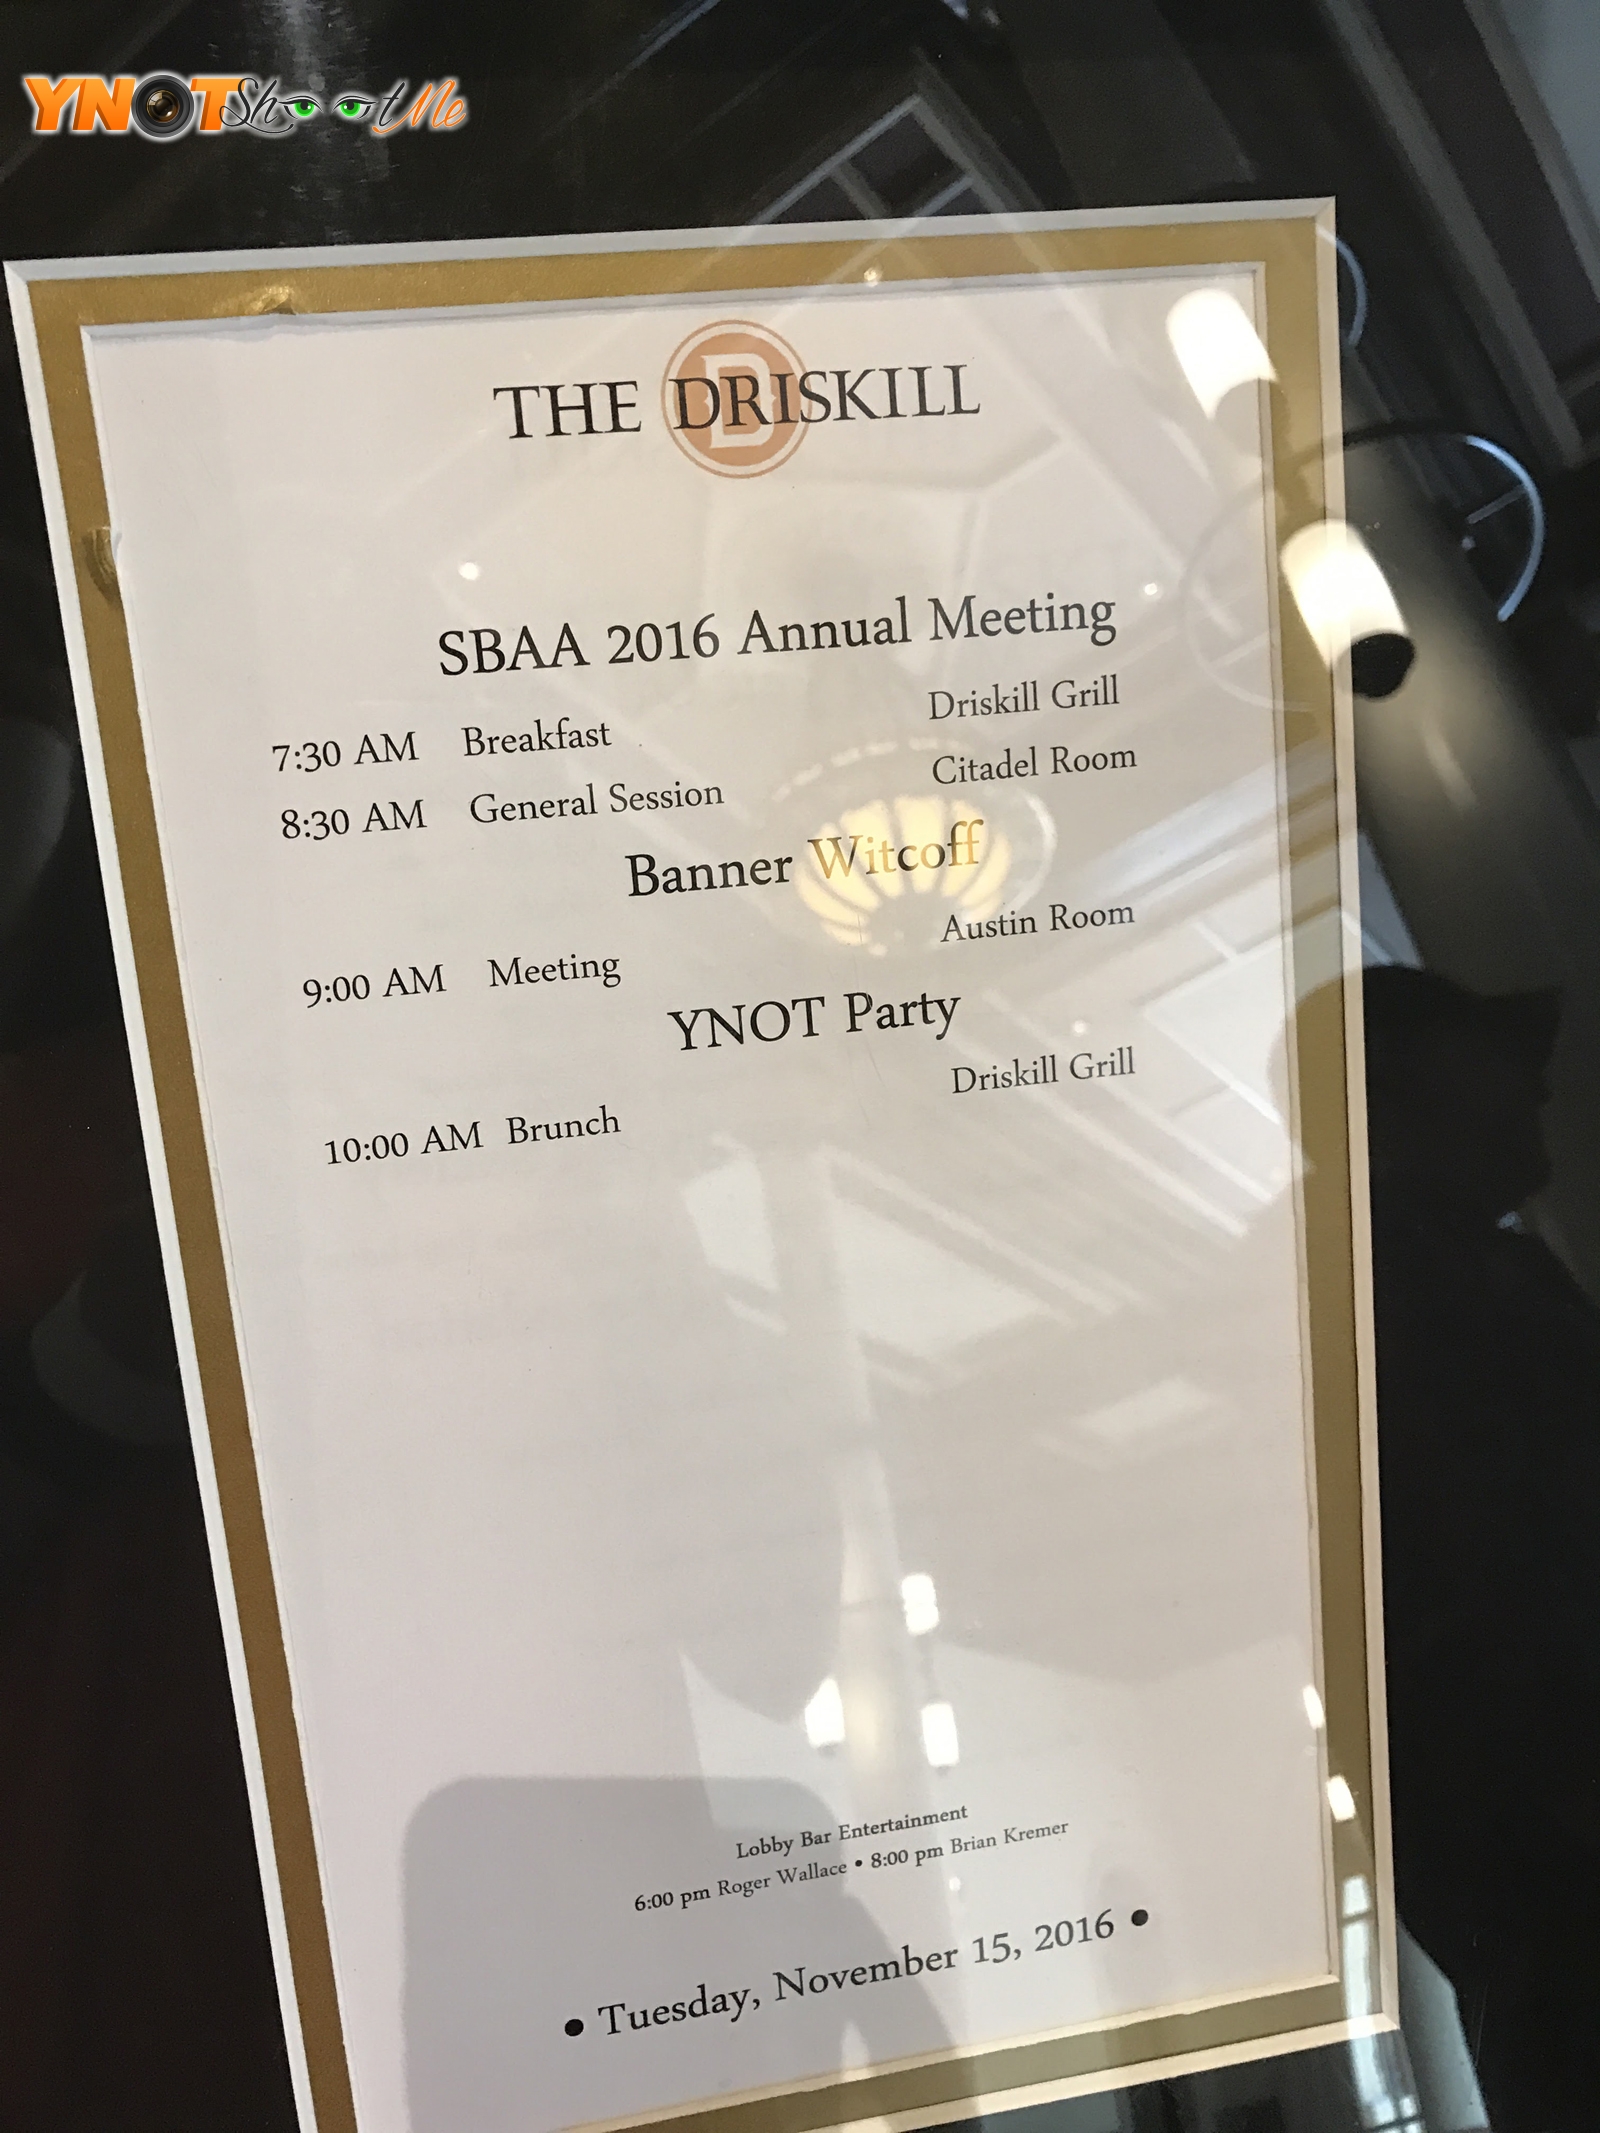 YNOTShootMe
THE DRISKILL
SBAA 2016 Annual Meeting
7:30 AM Breakfast Driskill Grill
8:30 AM General Session Citadel Room
Banner Witcoff
9:00 AM Meeting Austin Room
YNOT Party
10:00 AM Brunch Driskill Grill
Lobby Bar Entertainment
6:00 pm Roger Wallace • 8:00 pm Brian Kremer
• Tuesday, November 15, 2016 •